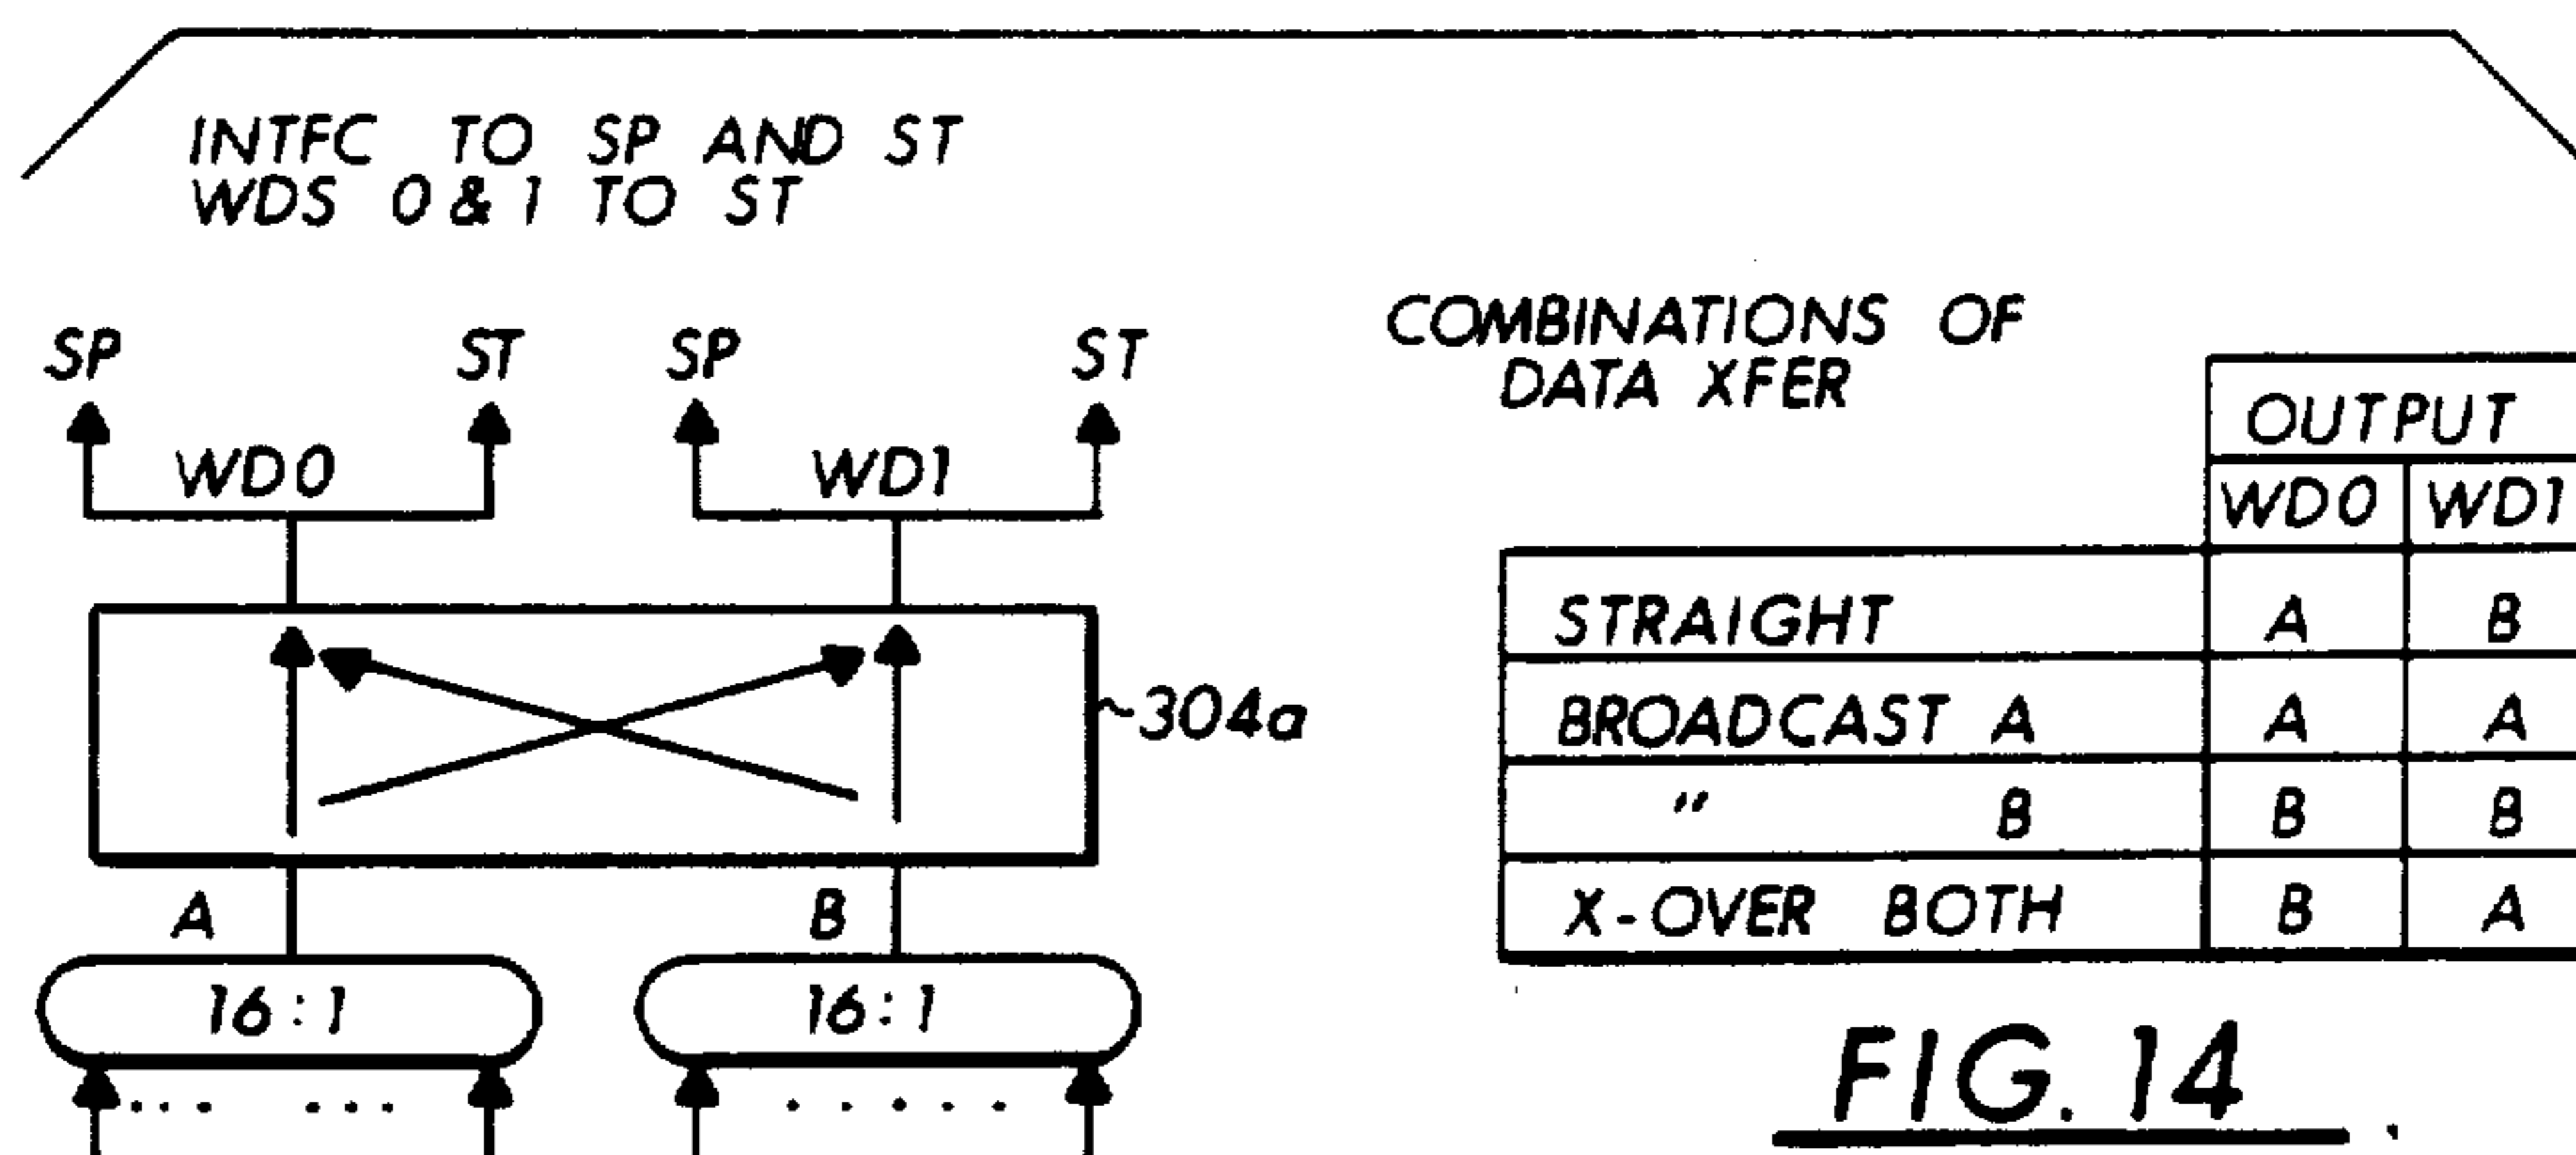 INTFC TO SP AND ST
WDS 0 & 1 TO ST
SP ST SP ST
WD0 WD1
304a
A B
16:1 16:1
COMBINATIONS OF
DATA XFER
OUTPUT
WD0 WD1
STRAIGHT A B
BROADCAST A A A
" B B B
X-OVER BOTH B A
FIG. 14